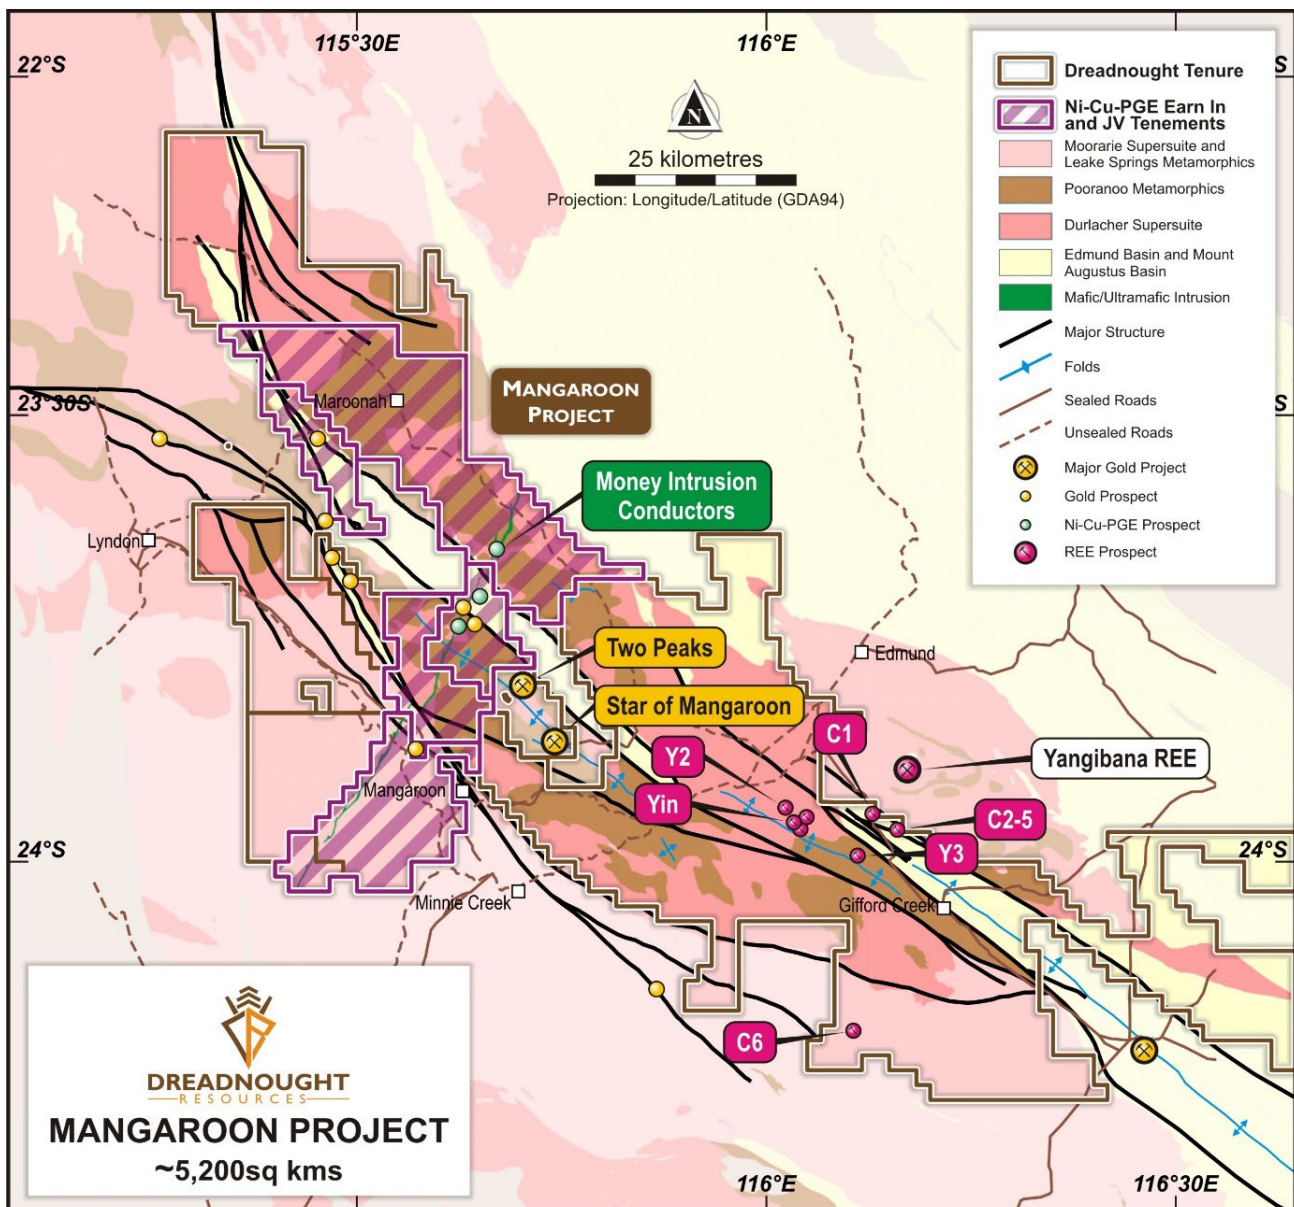 115°30E
116°E
22°S
S
N
25 kilometres
Projection: Longitude/Latitude (GDA94)
Dreadnought Tenure
Ni-Cu-PGE Earn In
and JV Tenements
Moorarie Supersuite and
Leake Springs Metamorphics
Pooranoo Metamorphics
Durlacher Supersuite
Edmund Basin and Mount
Augustus Basin
Mafic/Ultramafic Intrusion
Major Structure
Folds
Sealed Roads
Unsealed Roads
Major Gold Project
Gold Prospect
Ni-Cu-PGE Prospect
REE Prospect
23°30S
S
Maroonah
MANGAROON
PROJECT
Money Intrusion
Conductors
Lyndon
Two Peaks
Edmund
Star of Mangaroon
C1
Y2
Yangibana REE
Mangaroon
Yin
C2-5
Y3
24°S
24°S
Minnie Creek
Gifford Creek
C6
DREADNOUGHT
RESOURCES
MANGAROON PROJECT
~5,200sq kms
116°E
116°30E